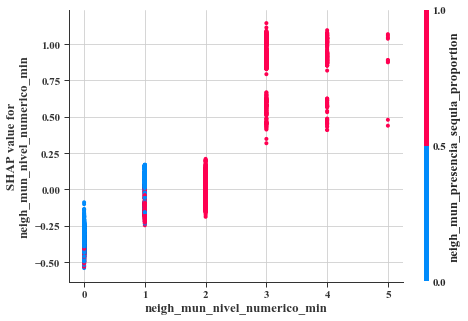 SHAP value for
neigh_mun_nivel_numerico_min
1.00
0.75
0.50
0.25
0.00
−0.25
−0.50
0 1 2 3 4 5
neigh_mun_nivel_numerico_min
1.0
0.5
0.0
neigh_mun_presencia_sequia_proportion